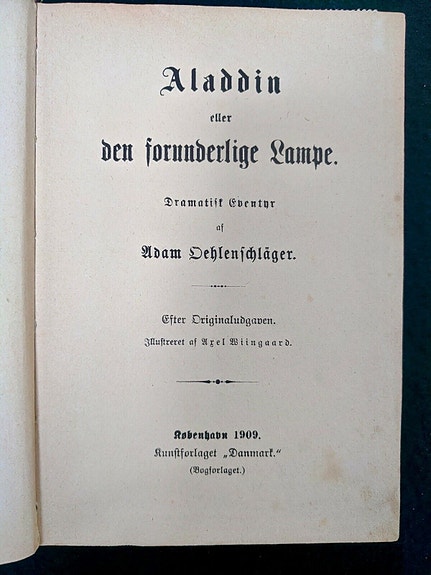 Aladdin
eller
den forunderlige Lampe.
Dramatisk Eventyr
af
Adam Oehlenschläger.
Efter Originaludgaven.
Illustreret af Axel Wiingaard.
København 1909.
Kunstforlaget „Danmark.“
(Bogforlaget.)